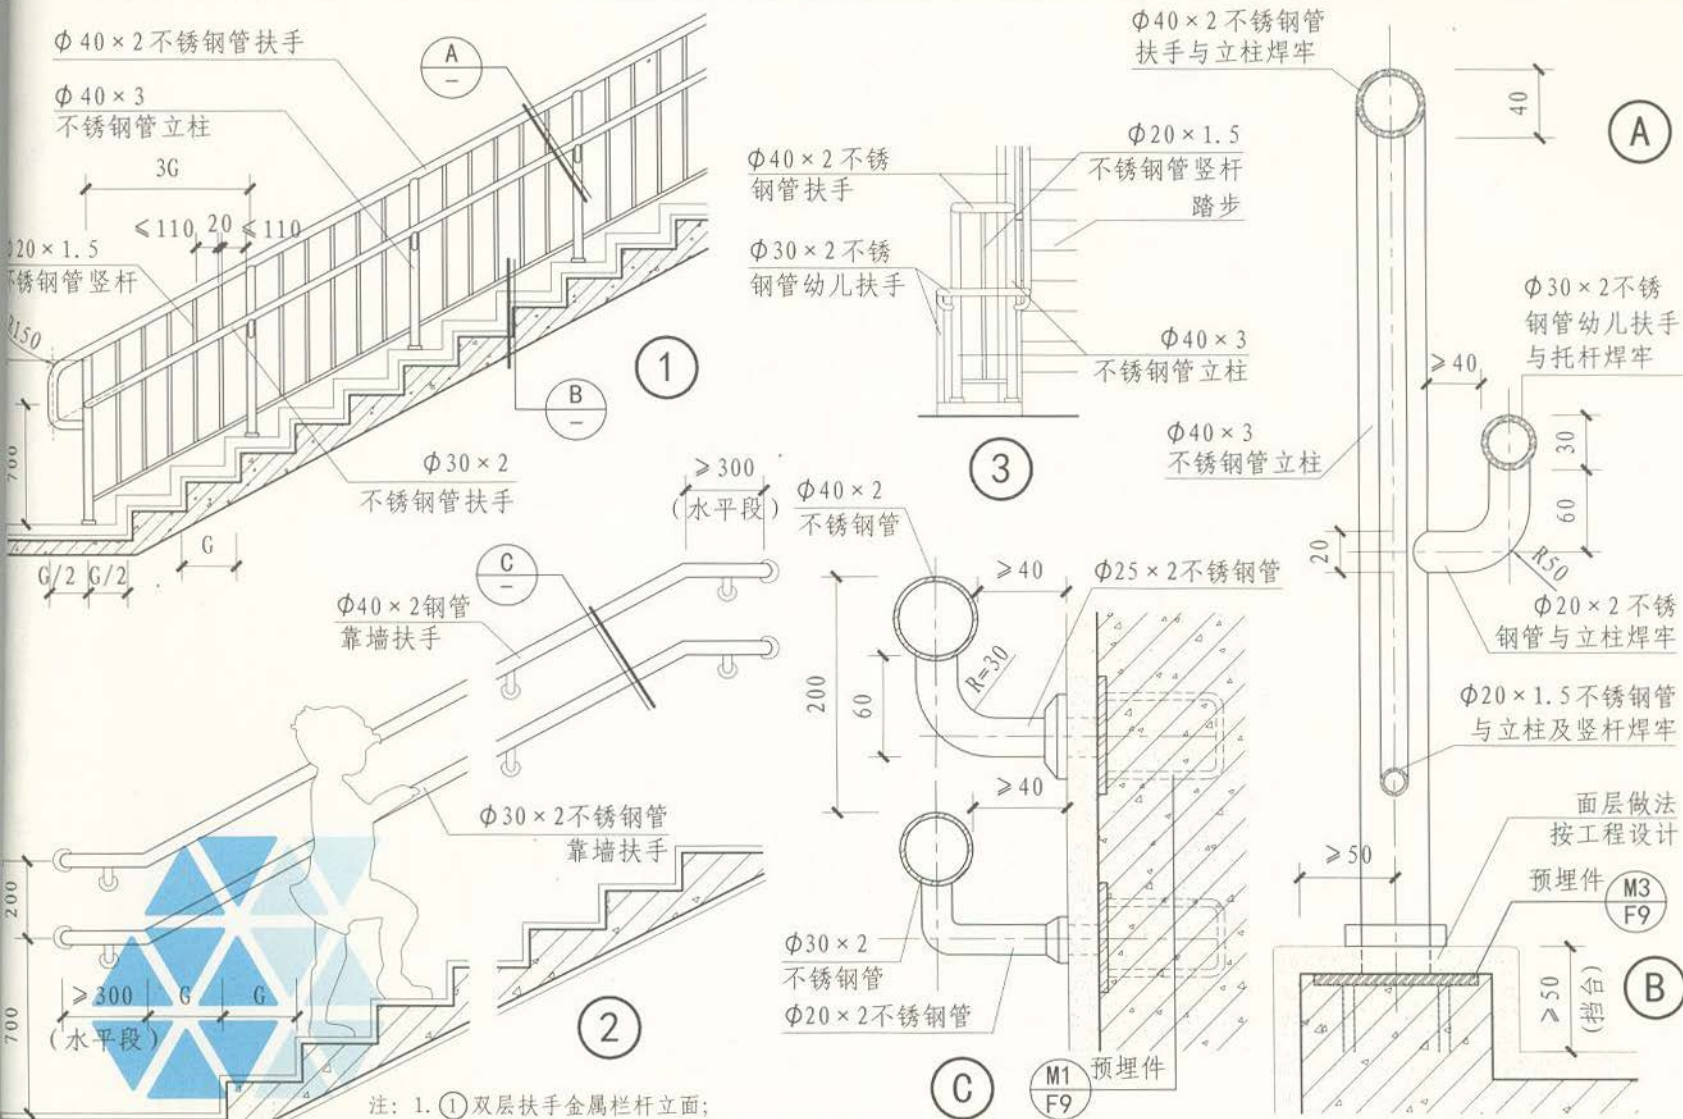 Φ40×2不锈钢管扶手
Φ40×3
不锈钢管立柱
3G
≤110
20
≤110
20×1.5
不锈钢管竖杆
R150
700
G/2
G/2
G
Φ30×2
不锈钢管扶手
A
–
B
–
1
Φ40×2不锈
钢管扶手
Φ30×2不锈
钢管幼儿扶手
Φ20×1.5
不锈钢管竖杆
踏步
Φ40×3
不锈钢管立柱
3
Φ40×2不锈钢管
扶手与立柱焊牢
40
A
Φ30×2不锈
钢管幼儿扶手
与托杆焊牢
≥40
Φ40×3
不锈钢管立柱
30
60
20
R50
Φ20×2不锈
钢管与立柱焊牢
Φ20×1.5不锈钢管
与立柱及竖杆焊牢
面层做法
按工程设计
≥50
预埋件
M3
F9
≥50
(挡台)
B
≥300
(水平段)
C
–
Φ40×2钢管
靠墙扶手
Φ30×2不锈钢管
靠墙扶手
200
700
≥300
(水平段)
G
G
2
Φ40×2
不锈钢管
≥40
Φ25×2不锈钢管
R=30
200
60
≥40
Φ30×2
不锈钢管
Φ20×2不锈钢管
C
M1
F9
预埋件
注: 1. ①双层扶手金属栏杆立面;